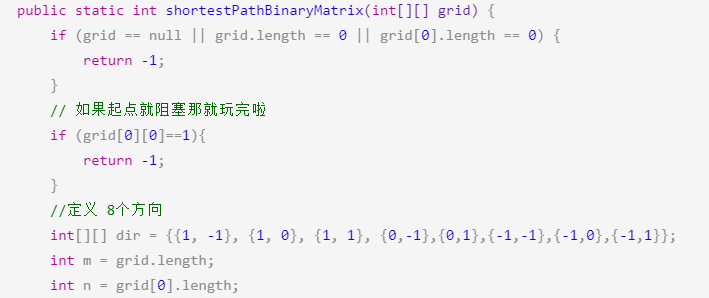 public static int shortestPathBinaryMatrix(int[][] grid) {
    if (grid == null || grid.length == 0 || grid[0].length == 0) {
        return -1;
    }
    // 如果起点就阻塞那就玩完啦
    if (grid[0][0]==1){
        return -1;
    }
    //定义 8个方向
    int[][] dir = {{1, -1}, {1, 0}, {1, 1}, {0,-1},{0,1},{-1,-1},{-1,0},{-1,1}};
    int m = grid.length;
    int n = grid[0].length;